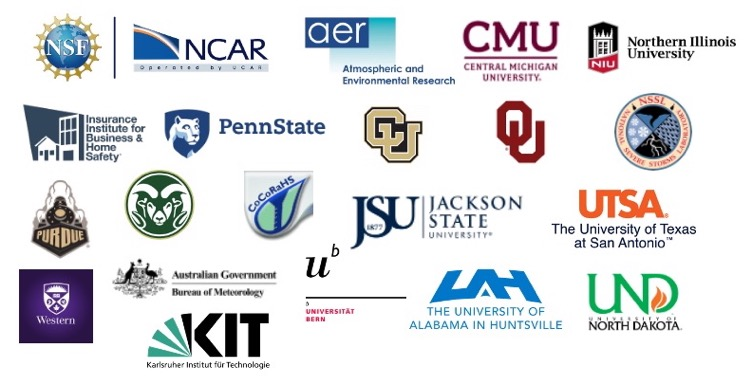 NSF
NCAR
Operated by UCAR
aer
Atmospheric and
Environmental Research
CMU
CENTRAL MICHIGAN
UNIVERSITY.
NIU
Northern Illinois
University
Insurance
Institute for
Business &
Home
Safety®
PennState
CU
OU
NSSL
NATIONAL SEVERE STORMS LABORATORY
PURDUE
CoCoRaHS
JSU
1877
JACKSON
STATE
UNIVERSITY®
UTSA®
The University of Texas
at San Antonio™
Western
Australian Government
Bureau of Meteorology
u
b
b
UNIVERSITÄT
BERN
UAH
THE UNIVERSITY OF
ALABAMA IN HUNTSVILLE
UND
UNIVERSITY OF
NORTH DAKOTA.
KIT
Karlsruher Institut für Technologie